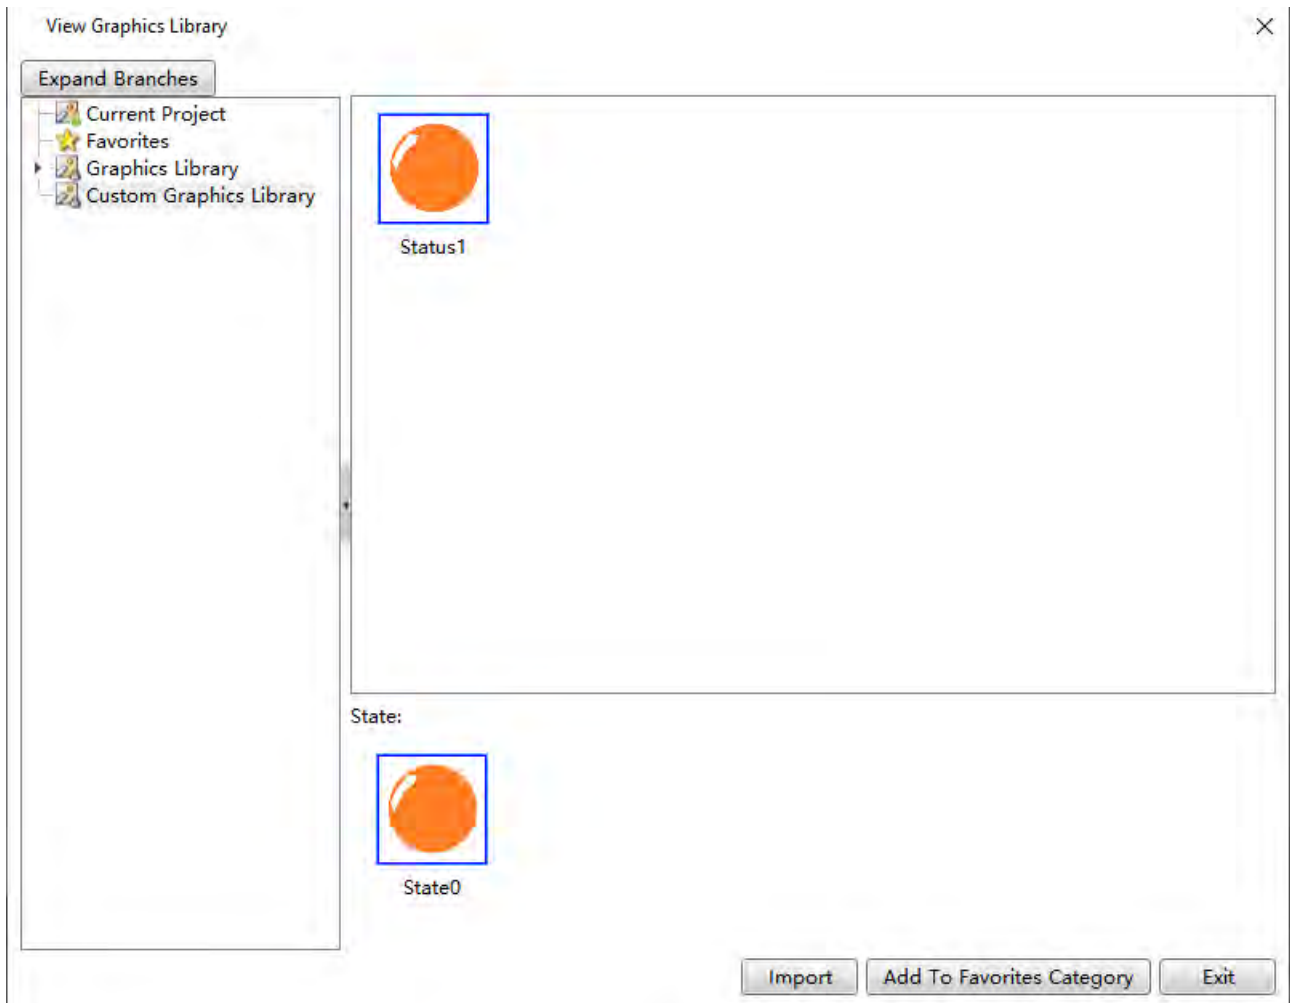 View Graphics Library
Expand Branches
Current Project
Favorites
Graphics Library
Custom Graphics Library
Status1
State:
State0
Import
Add To Favorites Category
Exit